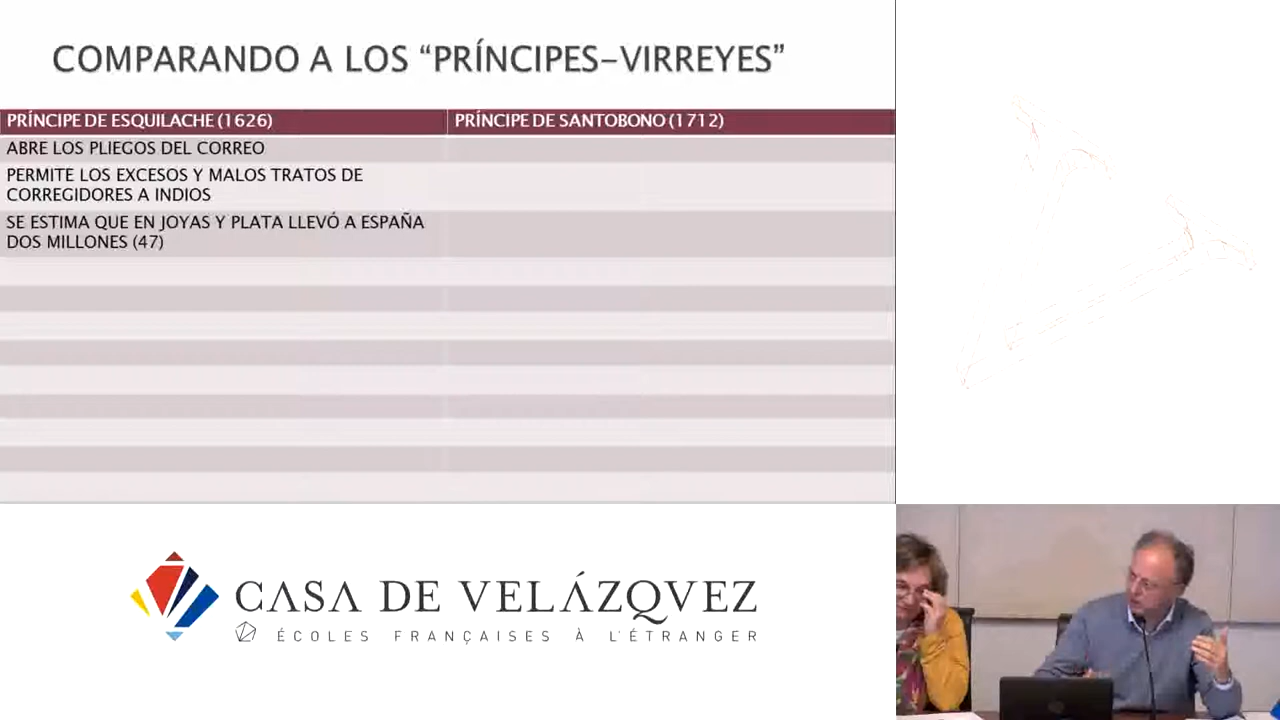 COMPARANDO A LOS “PRÍNCIPES-VIRREYES”
PRÍNCIPE DE ESQUILACHE (1626)
PRÍNCIPE DE SANTOBONO (1712)
ABRE LOS PLIEGOS DEL CORREO
PERMITE LOS EXCESOS Y MALOS TRATOS DE
CORREGIDORES A INDIOS
SE ESTIMA QUE EN JOYAS Y PLATA LLEVÓ A ESPAÑA
DOS MILLONES (47)
CASA DE VELÁZQVEZ
ÉCOLES FRANÇAISES À L'ÉTRANGER